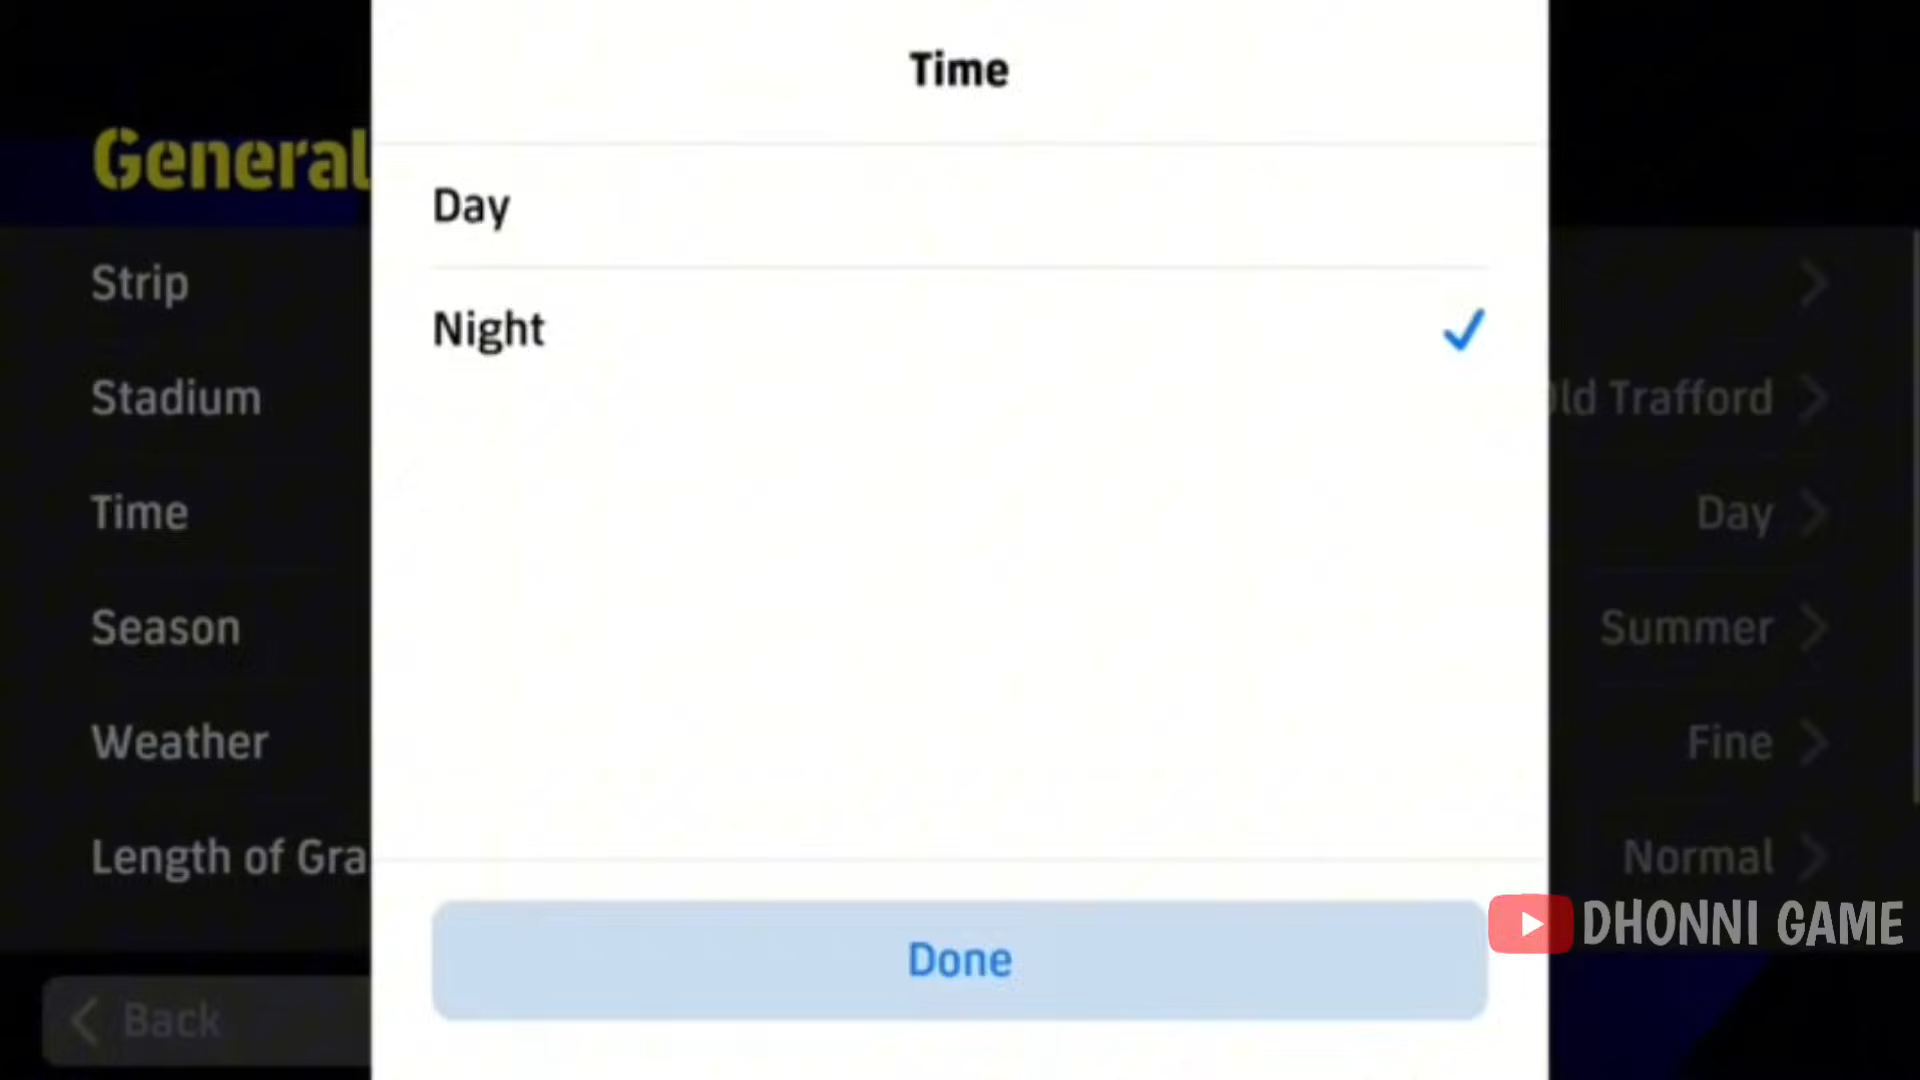 Time
Day
Night
Done
General
Strip
Stadium
ld Trafford
Time
Day
Season
Summer
Weather
Fine
Length of Gra
Normal
Back
DHONNI GAME